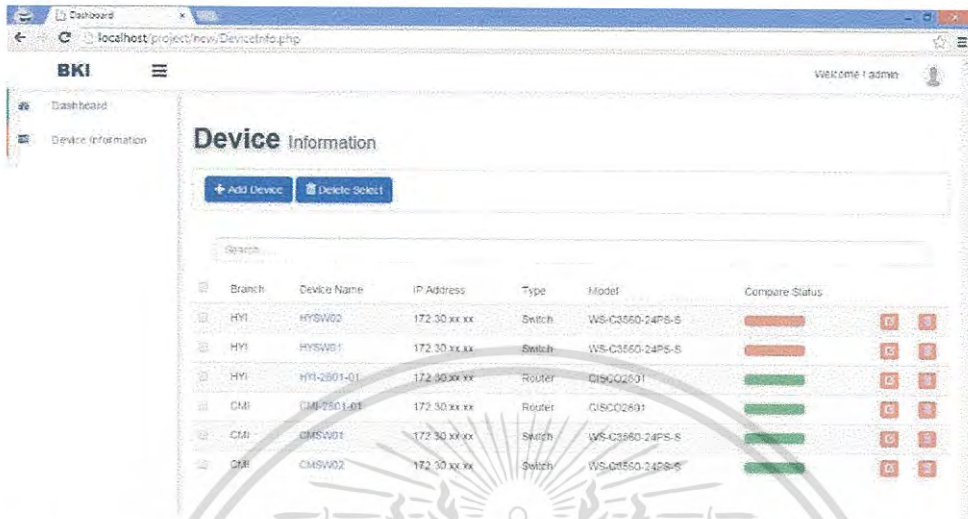 Dashboard
localhost/project/new/DeviceInfo.php
BKI
Welcome ! admin
Dashboard
Device Information
Device Information
Add Device Delete Select
Search....
Branch Device Name IP Address Type Model Compare Status
HYI HYSW02 172.30.xx.xx Switch WS-C3560-24PS-S
HYI HYSW01 172.30.xx.xx Switch WS-C3560-24PS-S
HYI HYI-2801-01 172.30.xx.xx Router CISCO2801
CMI CMI-2801-01 172.30.xx.xx Router CISCO2801
CMI CMSW01 172.30.xx.xx Switch WS-C3560-24PS-S
CMI CMSW02 172.30.xx.xx Switch WS-C3560-24PS-S